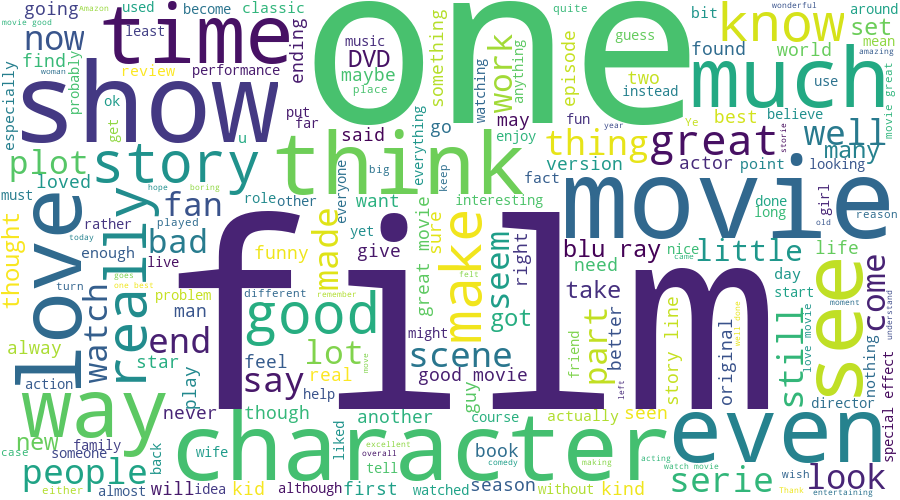 film
one
movie
character
show
time
think
story
way
love
even
see
much
know
really
good
make
great
well
thing
people
look
serie
scene
say
end
bad
fan
plot
now
watch
lot
made
seem
work
part
little
still
come
new
got
take
blu ray
DVD
going
used
become
classic
least
Amazon
movie good
find
probably
woman
especially
review
performance
ok
get
u
ending
music
maybe
place
something
watching
anything
quite
guess
episode
two
instead
found
bit
set
world
use
best
believe
around
mean
wonderful
amazing
movie great
many
looking
point
actor
version
fact
fun
enjoy
may
year
Ye
storie
put
far
said
go
everything
keep
big
everyone
want
other
role
yet
give
interesting
great movie
sure
right
need
nice
came
done
long
girl
old
reason
life
day
start
love movie
nothing
director
moment
understand
special effect
original
story line
better
friend
left
well done
loved
must
thought
today
turn
rather
enough
played
hope
boring
live
goes
one best
problem
man
different
funny
real
remember
feel
help
felt
might
good movie
guy
move
star
play
action
alway
never
though
another
course
actually
seen
liked
excellent
overall
tell
book
comedy
making
acting
watch movie
wish
Thank
entertaining
case
family
someone
either
almost
back
wife
will
idea
kid
although
first
watched
season
without
kind